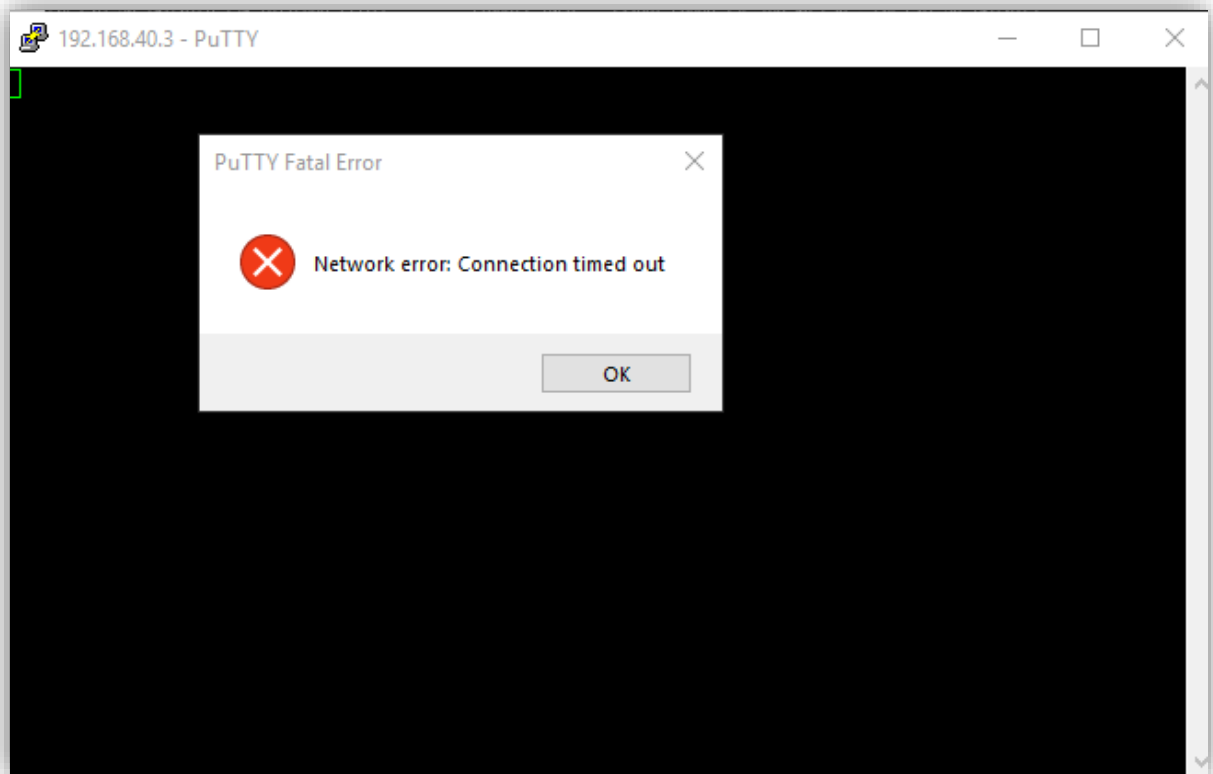 192.168.40.3 - PuTTY
PuTTY Fatal Error
Network error: Connection timed out
OK